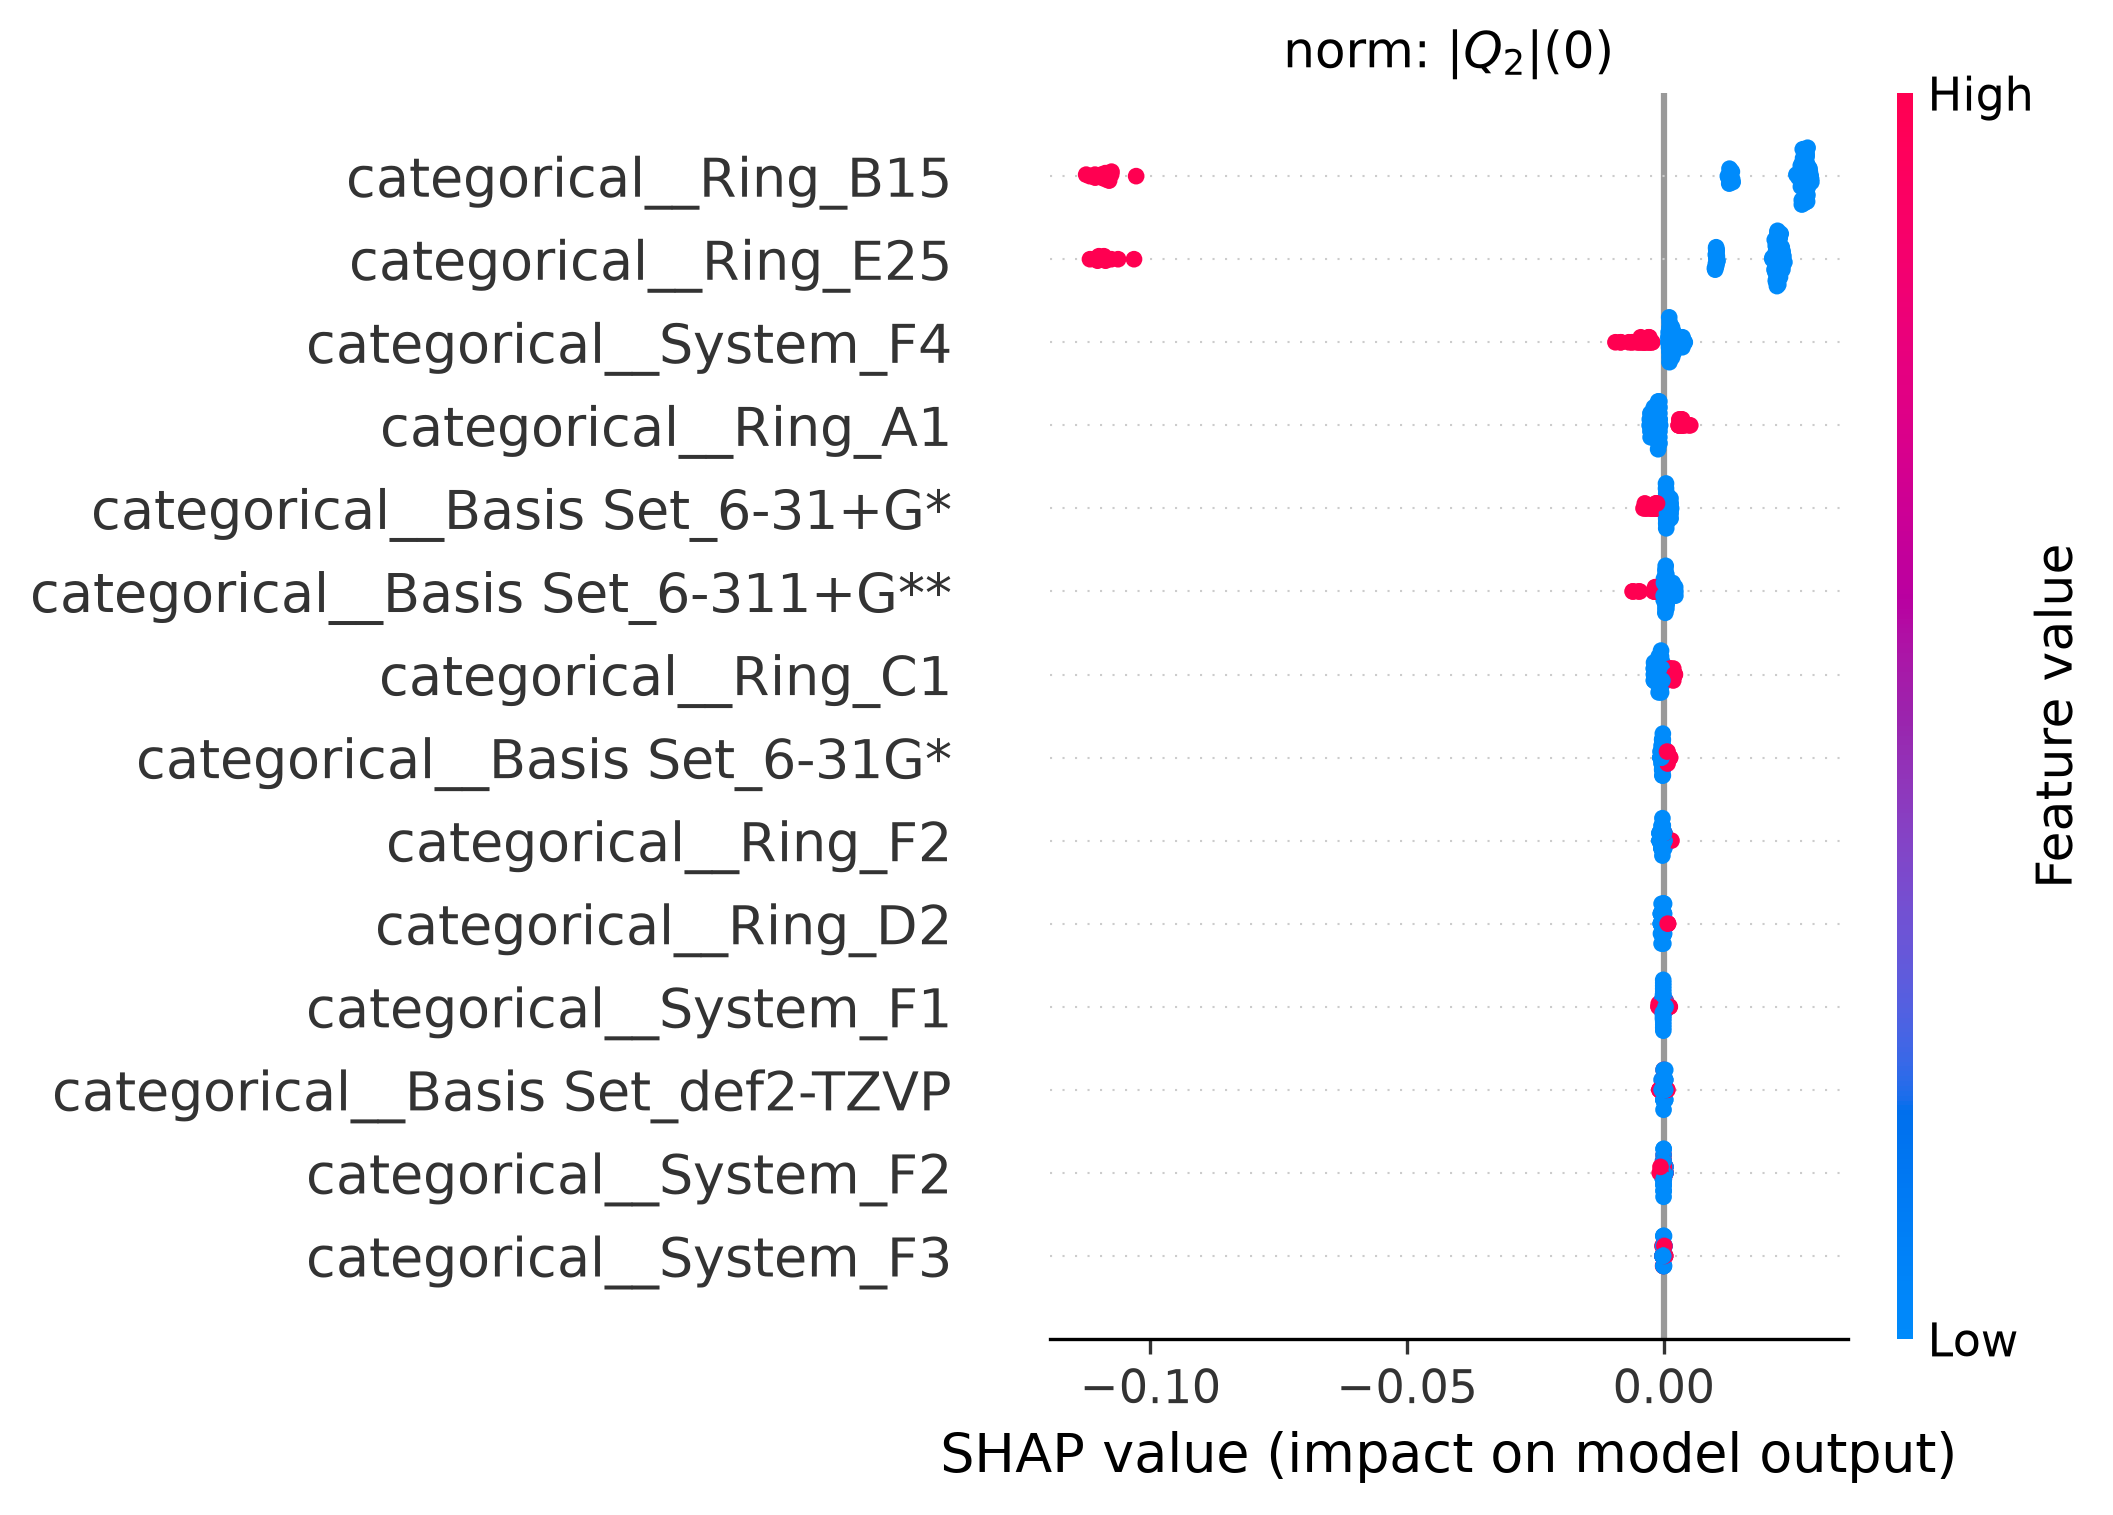 norm: |Q₂|(0)
High
categorical__Ring_B15
categorical__Ring_E25
categorical__System_F4
categorical__Ring_A1
categorical__Basis Set_6-31+G*
categorical__Basis Set_6-311+G**
categorical__Ring_C1
categorical__Basis Set_6-31G*
categorical__Ring_F2
categorical__Ring_D2
categorical__System_F1
categorical__Basis Set_def2-TZVP
categorical__System_F2
categorical__System_F3
Feature value
Low
−0.10 −0.05 0.00
SHAP value (impact on model output)